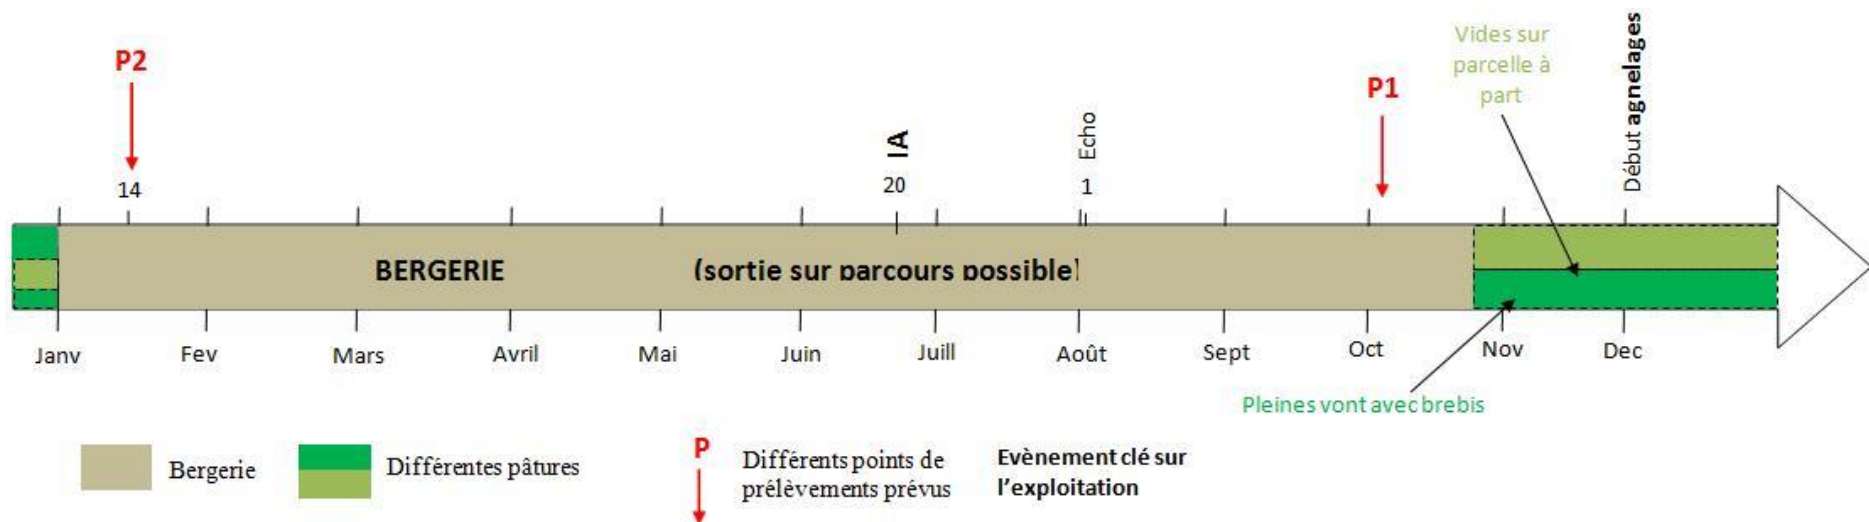 P2
14
IA
20
Echo
1
P1
Vides sur
parcelle à
part
Début agnelages
BERGERIE
(sortie sur parcours possible)
Janv
Fev
Mars
Avril
Mai
Juin
Juill
Août
Sept
Oct
Nov
Dec
Pleines vont avec brebis
Bergerie
Différentes pâtures
P
Différents points de
prélèvements prévus
Evènement clé sur
l'exploitation